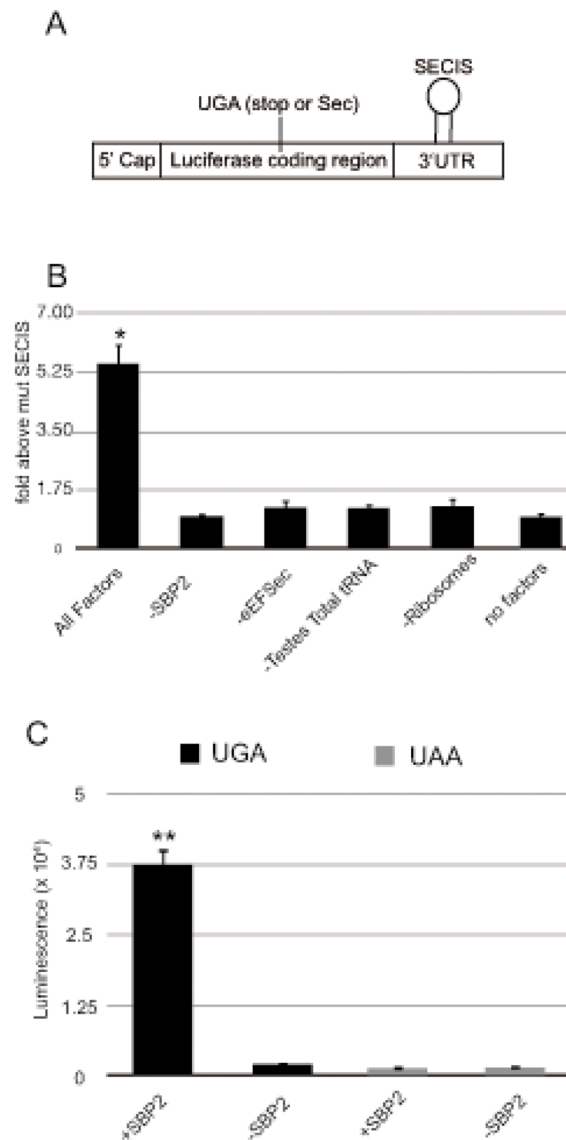 A
SECIS
UGA (stop or Sec)
5' Cap
Luciferase coding region
3'UTR
B
fold above mut SECIS
7.00
*
5.25
3.50
1.75
0
All Factors
-SBP2
-eEFSec
-Testes Total tRNA
-Ribosomes
no factors
C
UGA
UAA
Luminescence (x 10⁴)
5
**
3.75
2.5
1.25
0
+SBP2
-SBP2
+SBP2
-SBP2